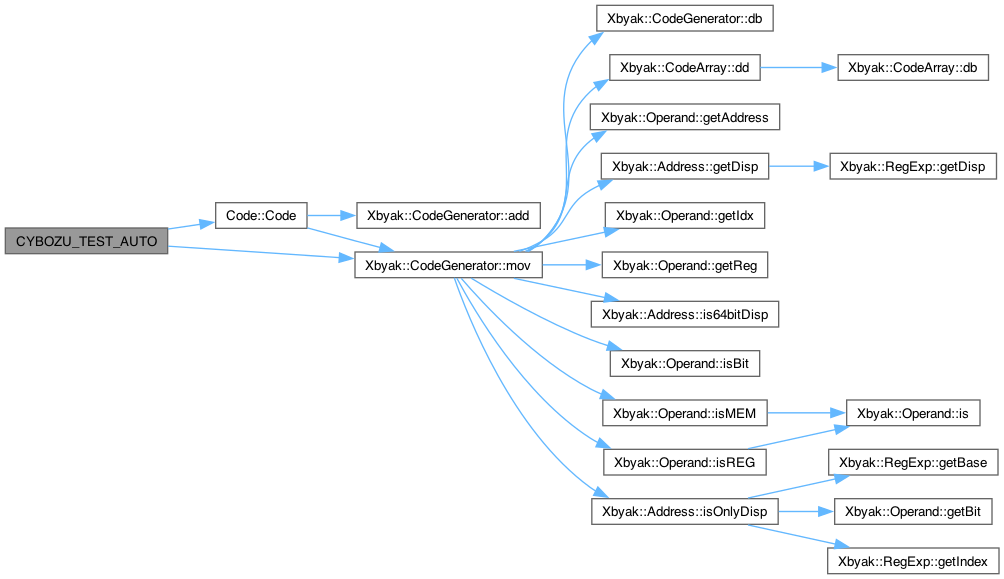 CYBOZU_TEST_AUTO
Code::Code
Xbyak::CodeGenerator::add
Xbyak::CodeGenerator::mov
Xbyak::CodeGenerator::db
Xbyak::CodeArray::dd
Xbyak::CodeArray::db
Xbyak::Operand::getAddress
Xbyak::Address::getDisp
Xbyak::RegExp::getDisp
Xbyak::Operand::getIdx
Xbyak::Operand::getReg
Xbyak::Address::is64bitDisp
Xbyak::Operand::isBit
Xbyak::Operand::isMEM
Xbyak::Operand::is
Xbyak::Operand::isREG
Xbyak::Address::isOnlyDisp
Xbyak::RegExp::getBase
Xbyak::Operand::getBit
Xbyak::RegExp::getIndex